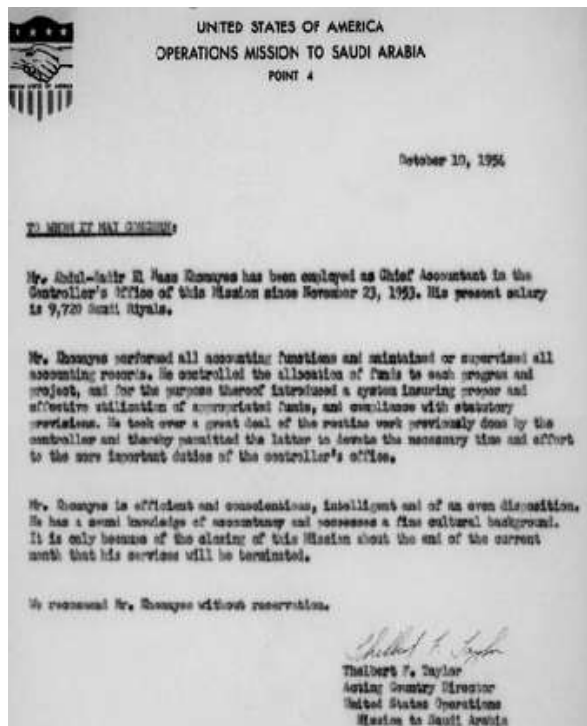 UNITED STATES OF AMERICA
OPERATIONS MISSION TO SAUDI ARABIA
POINT 4
October 10, 1954
TO WHOM IT MAY CONCERN:
Mr. El has been employed as Chief Accountant in the
Controller's Office of this Mission since November 23, 1953. His present salary
is 9,720 Saudi Riyals.
Mr. performed all accounting functions and maintained or supervised all
accounting records. He controlled the allocation of funds to each program and
project, and for the purpose thereof introduced a system insuring proper and
effective utilization of appropriated funds, and compliance with statutory
provisions. He took over a great deal of the routine work previously done by the
controller and thereby permitted the latter to devote the necessary time and effort
to the more important duties of the controller's office.
Mr. is efficient and conscientious, intelligent and of an even disposition.
He has a sound knowledge of accountancy and possesses a fine cultural background.
It is only because of the closing of this Mission about the end of the current
month that his services will be terminated.
We recommend Mr. without reservation.
Thelbert F. Taylor
Thelbert F. Taylor
Acting Country Director
United States Operations
Mission to Saudi Arabia